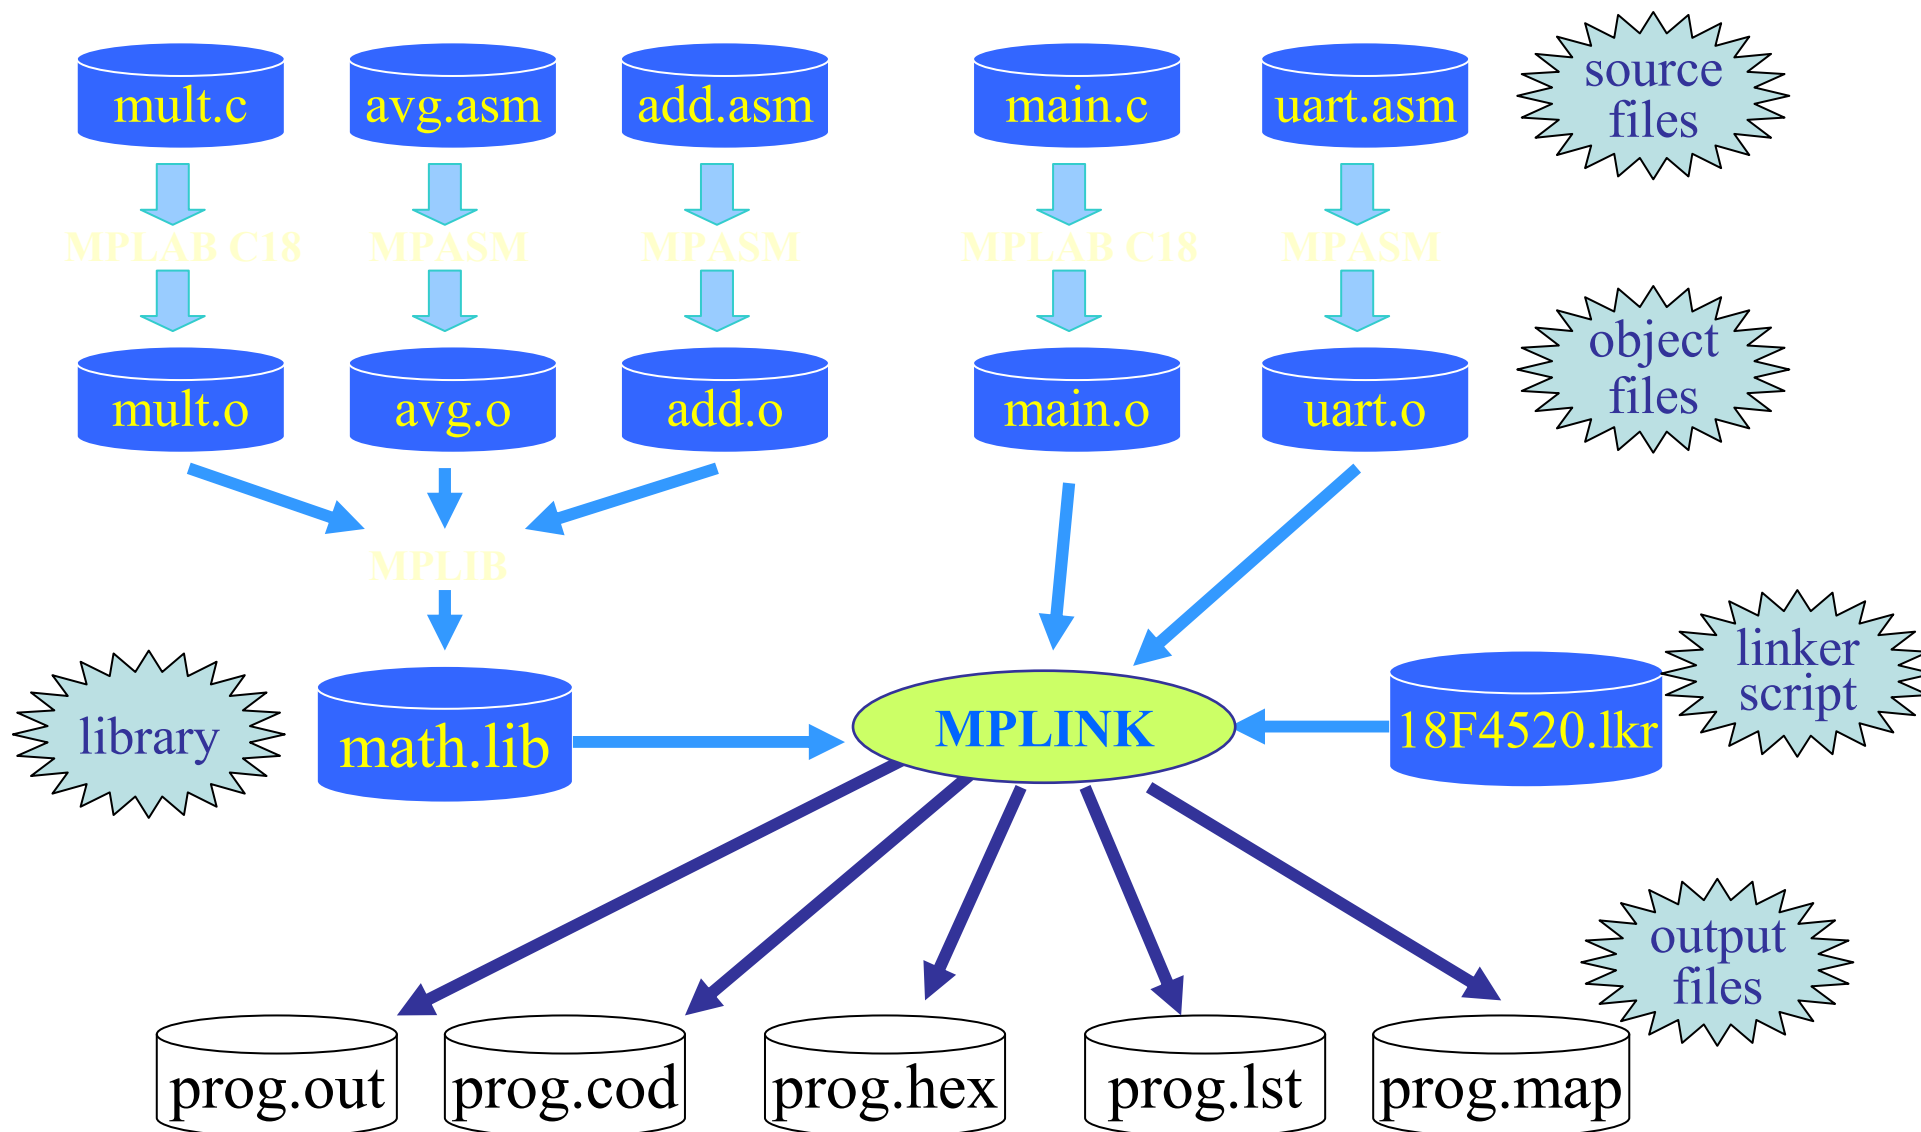 mult.c
avg.asm
add.asm
main.c
uart.asm
source
files
MPLAB C18
MPASM
MPASM
MPLAB C18
MPASM
mult.o
avg.o
add.o
main.o
uart.o
object
files
MPLIB
library
math.lib
MPLINK
18F4520.lkr
linker
script
output
files
prog.out
prog.cod
prog.hex
prog.lst
prog.map